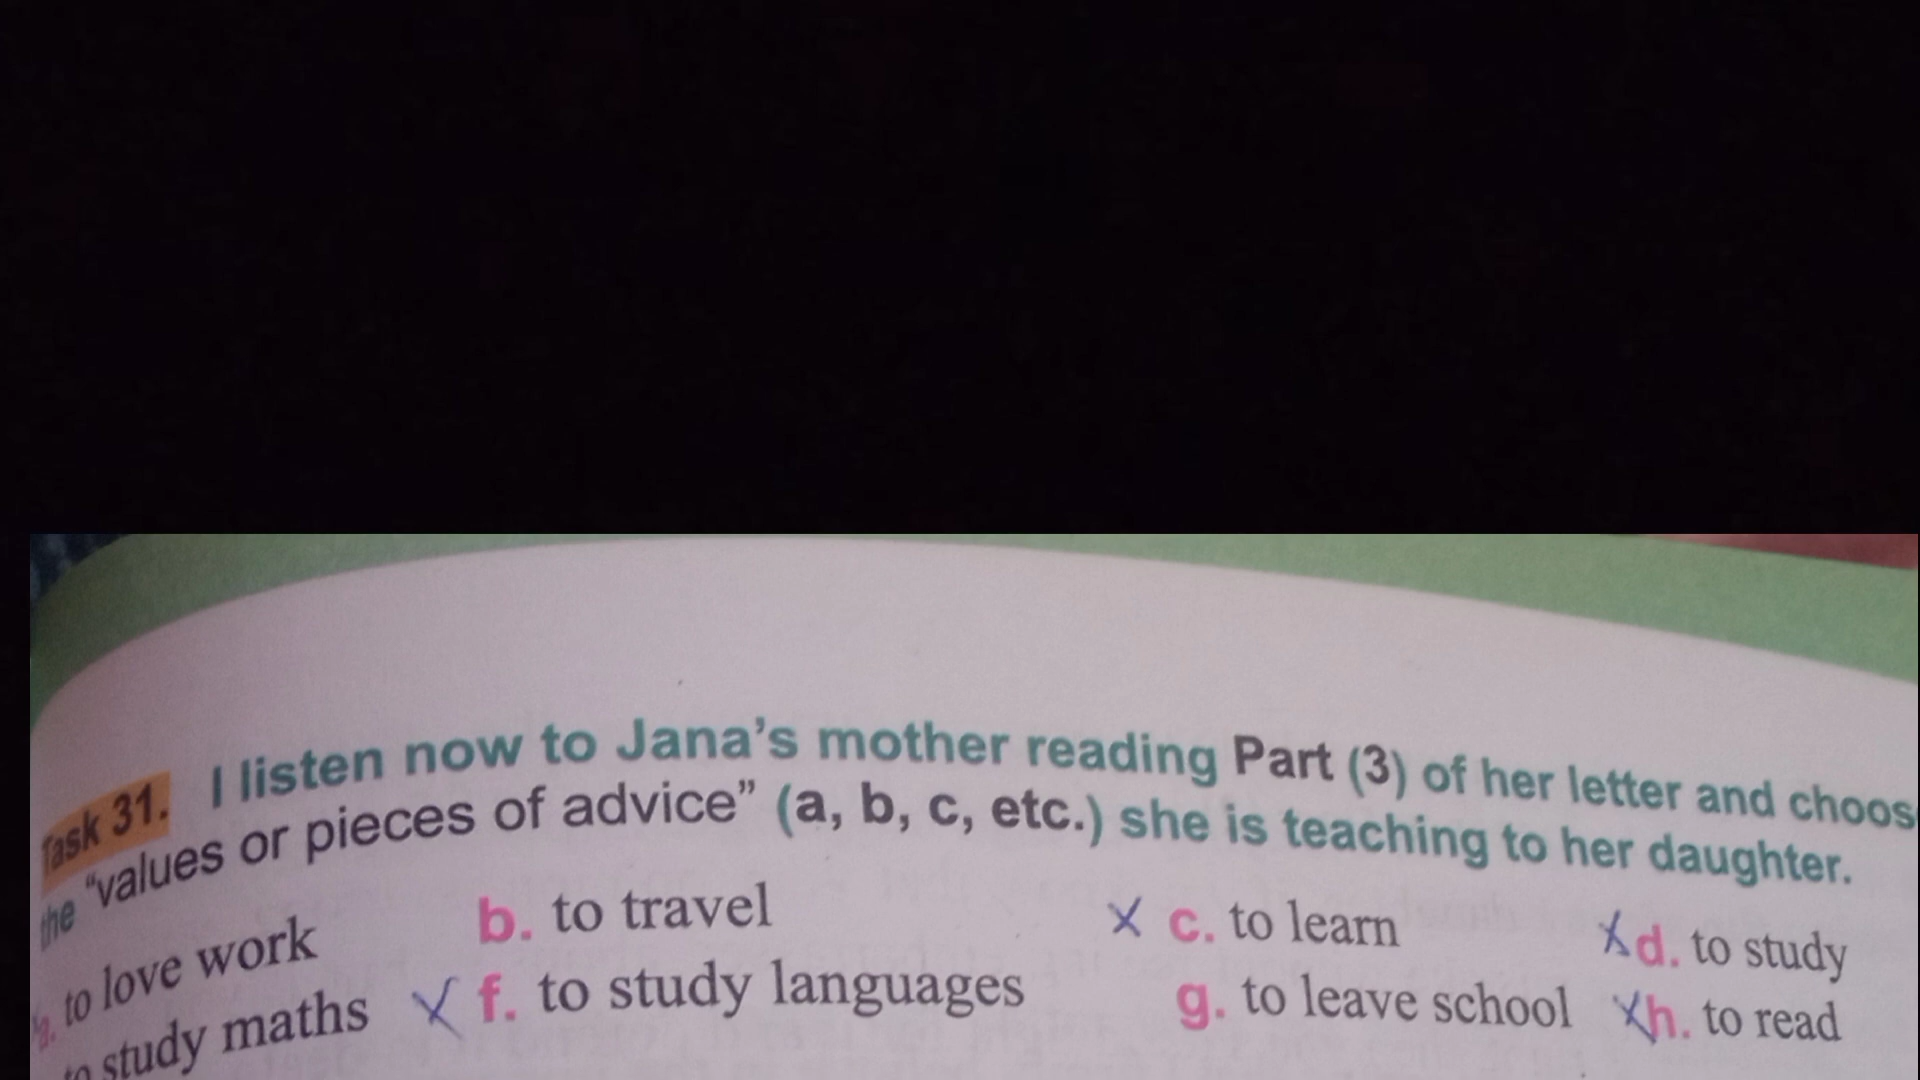 Task 31. I listen now to Jana's mother reading Part (3) of her letter and choos
the "values or pieces of advice" (a, b, c, etc.) she is teaching to her daughter.
a. to love work b. to travel X c. to learn X d. to study
to study maths X f. to study languages g. to leave school X h. to read